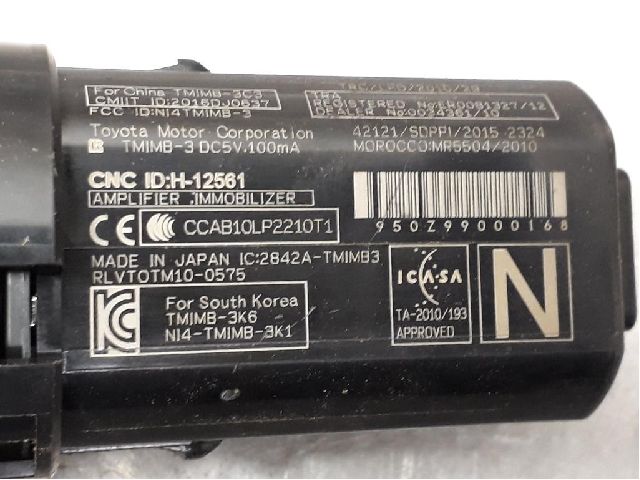 For China TMIMB-3C3
CMIIT ID:2015DJ0637
FCC ID:NI4TMIMB-3
Toyota Motor Corporation
TMIMB-3 DC5V,100mA
CNC ID:H-12561
AMPLIFIER ,IMMOBILIZER
CE CCAB10LP2210T1
MADE IN JAPAN IC:2842A-TMIMB3
RLVTOTM10-0575
For South Korea
TMIMB-3K6
NI4-TMIMB-3K1
TRA
REGISTERED No:ER0081327/12
DEALER No:0034361/10
42121/SDPPI/2015 2324
MOROCCO:MR5504/2010
950Z99000168
ICASA
TA-2010/193
APPROVED
N